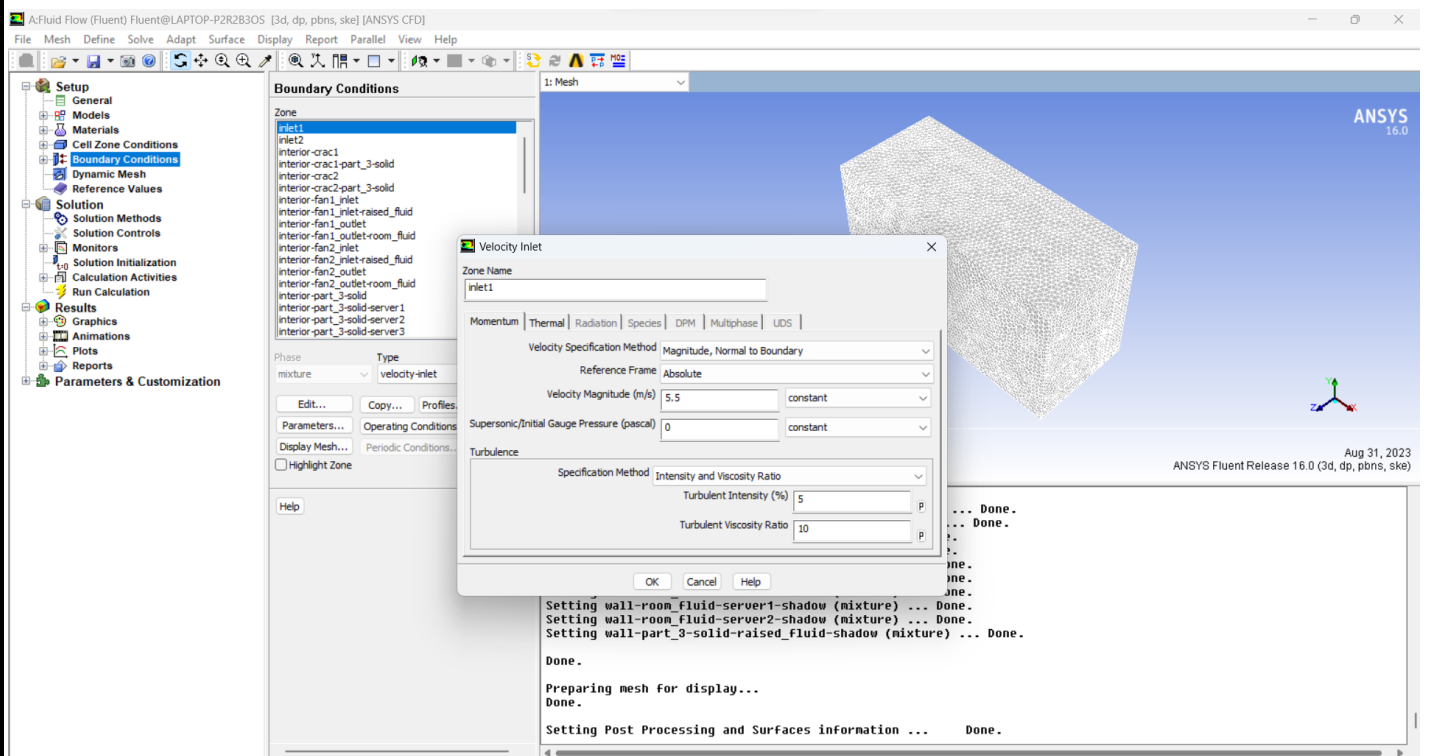 A:Fluid Flow (Fluent) Fluent@LAPTOP-P2R2B3OS [3d, dp, pbns, ske] [ANSYS CFD]
File Mesh Define Solve Adapt Surface Display Report Parallel View Help
Setup
General
Models
Materials
Cell Zone Conditions
Boundary Conditions
Dynamic Mesh
Reference Values
Solution
Solution Methods
Solution Controls
Monitors
Solution Initialization
Calculation Activities
Run Calculation
Results
Graphics
Animations
Plots
Reports
Parameters & Customization
Boundary Conditions
Zone
inlet1
inlet2
interior-crac1
interior-crac1-part_3-solid
interior-crac2
interior-crac2-part_3-solid
interior-fan1_inlet
interior-fan1_inlet-raised_fluid
interior-fan1_outlet
interior-fan1_outlet-room_fluid
interior-fan2_inlet
interior-fan2_inlet-raised_fluid
interior-fan2_outlet
interior-fan2_outlet-room_fluid
interior-part_3-solid
interior-part_3-solid-server1
interior-part_3-solid-server2
interior-part_3-solid-server3
Phase Type
mixture velocity-inlet
Edit... Copy... Profiles.
Parameters... Operating Conditions
Display Mesh... Periodic Conditions..
Highlight Zone
Help
1: Mesh
ANSYS
16.0
Velocity Inlet
Zone Name
inlet1
Momentum Thermal Radiation Species DPM Multiphase UDS
Velocity Specification Method Magnitude, Normal to Boundary
Reference Frame Absolute
Velocity Magnitude (m/s) 5.5 constant
Supersonic/Initial Gauge Pressure (pascal) 0 constant
Turbulence
Specification Method Intensity and Viscosity Ratio
Turbulent Intensity (%) 5 P
Turbulent Viscosity Ratio 10 P
OK Cancel Help
Y
Z X
Aug 31, 2023
ANSYS Fluent Release 16.0 (3d, dp, pbns, ske)
... Done.
... Done.
Setting wall-room_fluid-server1-shadow (mixture) ... Done.
Setting wall-room_fluid-server2-shadow (mixture) ... Done.
Setting wall-part_3-solid-raised_fluid-shadow (mixture) ... Done.
Done.
Preparing mesh for display...
Done.
Setting Post Processing and Surfaces information ... Done.